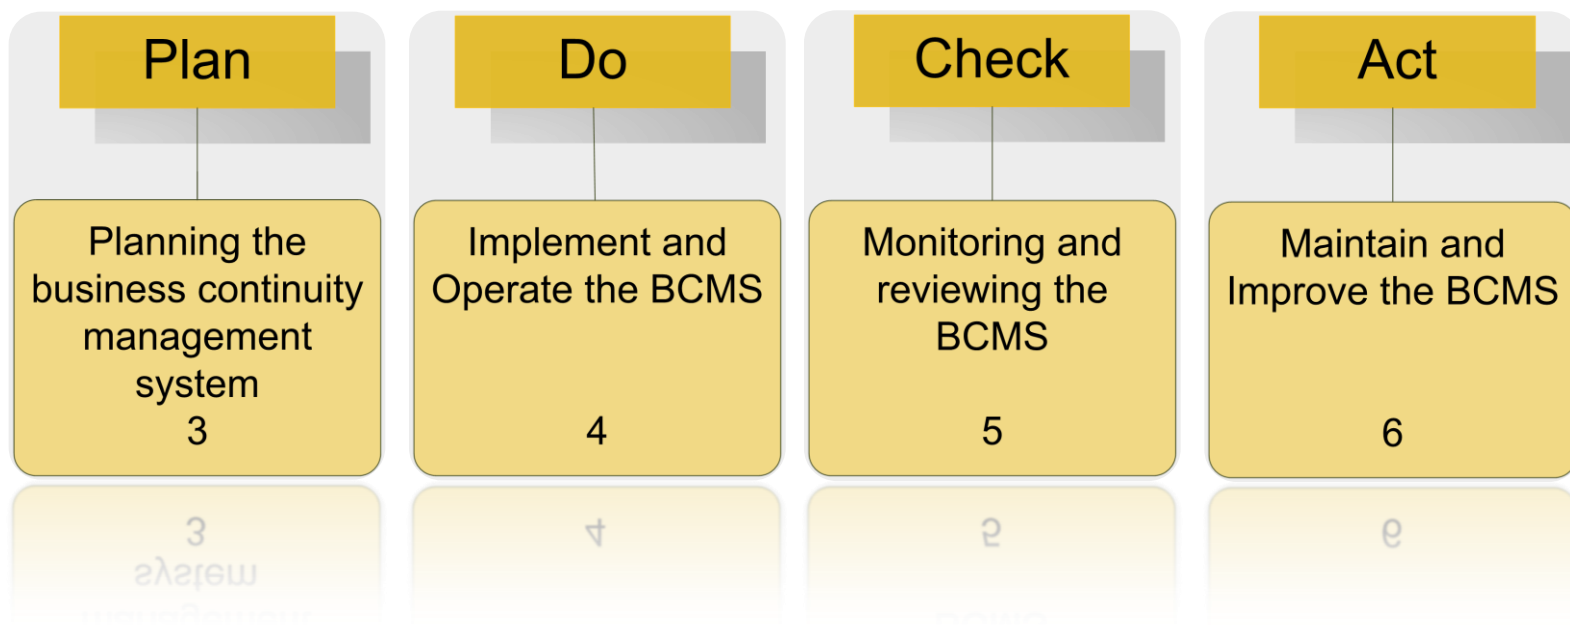 Plan
Planning the
business continuity
management
system
3
Do
Implement and
Operate the BCMS
4
Check
Monitoring and
reviewing the
BCMS
5
Act
Maintain and
Improve the BCMS
6